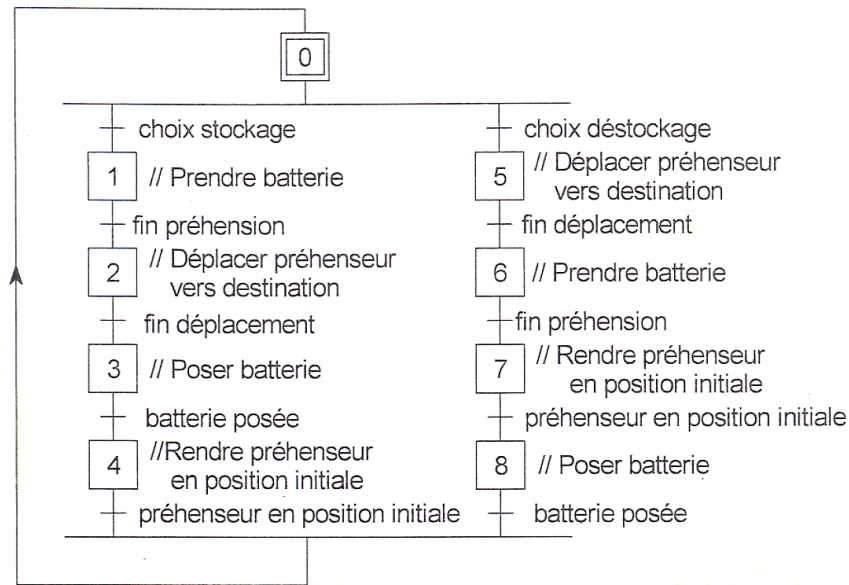 0
choix stockage
1 // Prendre batterie
fin préhension
2 // Déplacer préhenseur
vers destination
fin déplacement
3 // Poser batterie
batterie posée
4 //Rendre préhenseur
en position initiale
préhenseur en position initiale
choix déstockage
5 // Déplacer préhenseur
vers destination
fin déplacement
6 // Prendre batterie
fin préhension
7 // Rendre préhenseur
en position initiale
préhenseur en position initiale
8 // Poser batterie
batterie posée